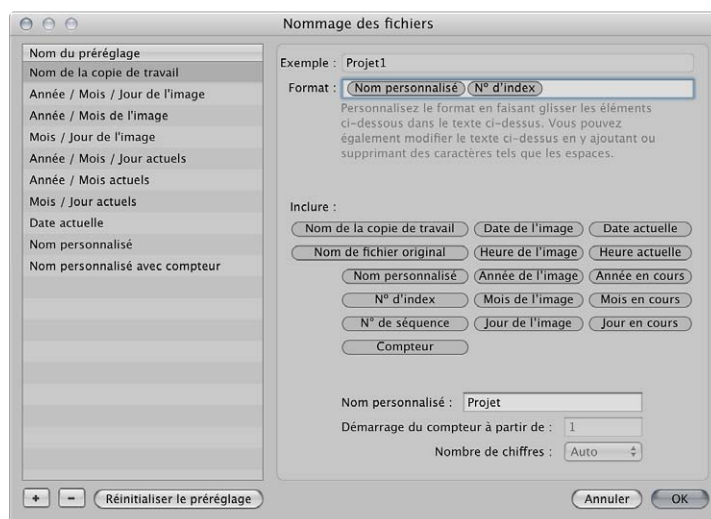 Nommage des fichiers
Nom du préréglage
Nom de la copie de travail
Année / Mois / Jour de l'image
Année / Mois de l'image
Mois / Jour de l'image
Année / Mois / Jour actuels
Année / Mois actuels
Mois / Jour actuels
Date actuelle
Nom personnalisé
Nom personnalisé avec compteur
Exemple : Projet1
Format : Nom personnalisé N° d'index
Personnalisez le format en faisant glisser les éléments
ci-dessous dans le texte ci-dessus. Vous pouvez
également modifier le texte ci-dessus en y ajoutant ou
supprimant des caractères tels que les espaces.
Inclure :
Nom de la copie de travail Date de l'image Date actuelle
Nom de fichier original Heure de l'image Heure actuelle
Nom personnalisé Année de l'image Année en cours
N° d'index Mois de l'image Mois en cours
N° de séquence Jour de l'image Jour en cours
Compteur
Nom personnalisé : Projet
Démarrage du compteur à partir de : 1
Nombre de chiffres : Auto
+ - Réinitialiser le préréglage Annuler OK